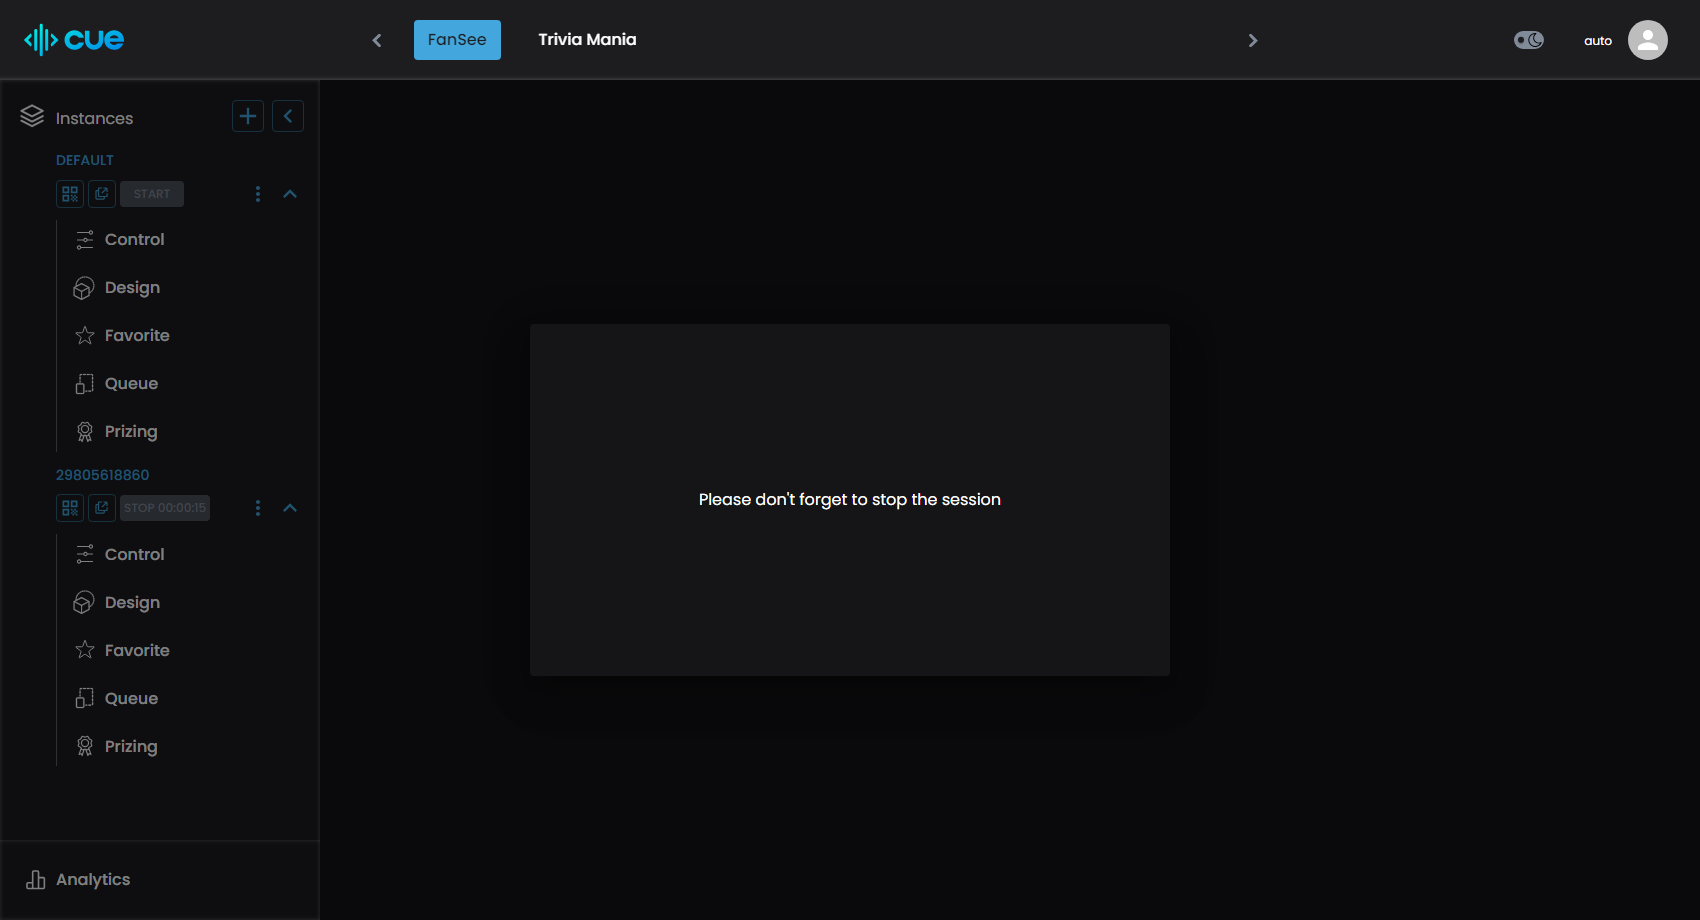 cue
FanSee
Trivia Mania
auto
Instances
DEFAULT
START
Control
Design
Favorite
Queue
Prizing
29805618860
STOP 00:00:15
Control
Design
Favorite
Queue
Prizing
Please don't forget to stop the session
Analytics